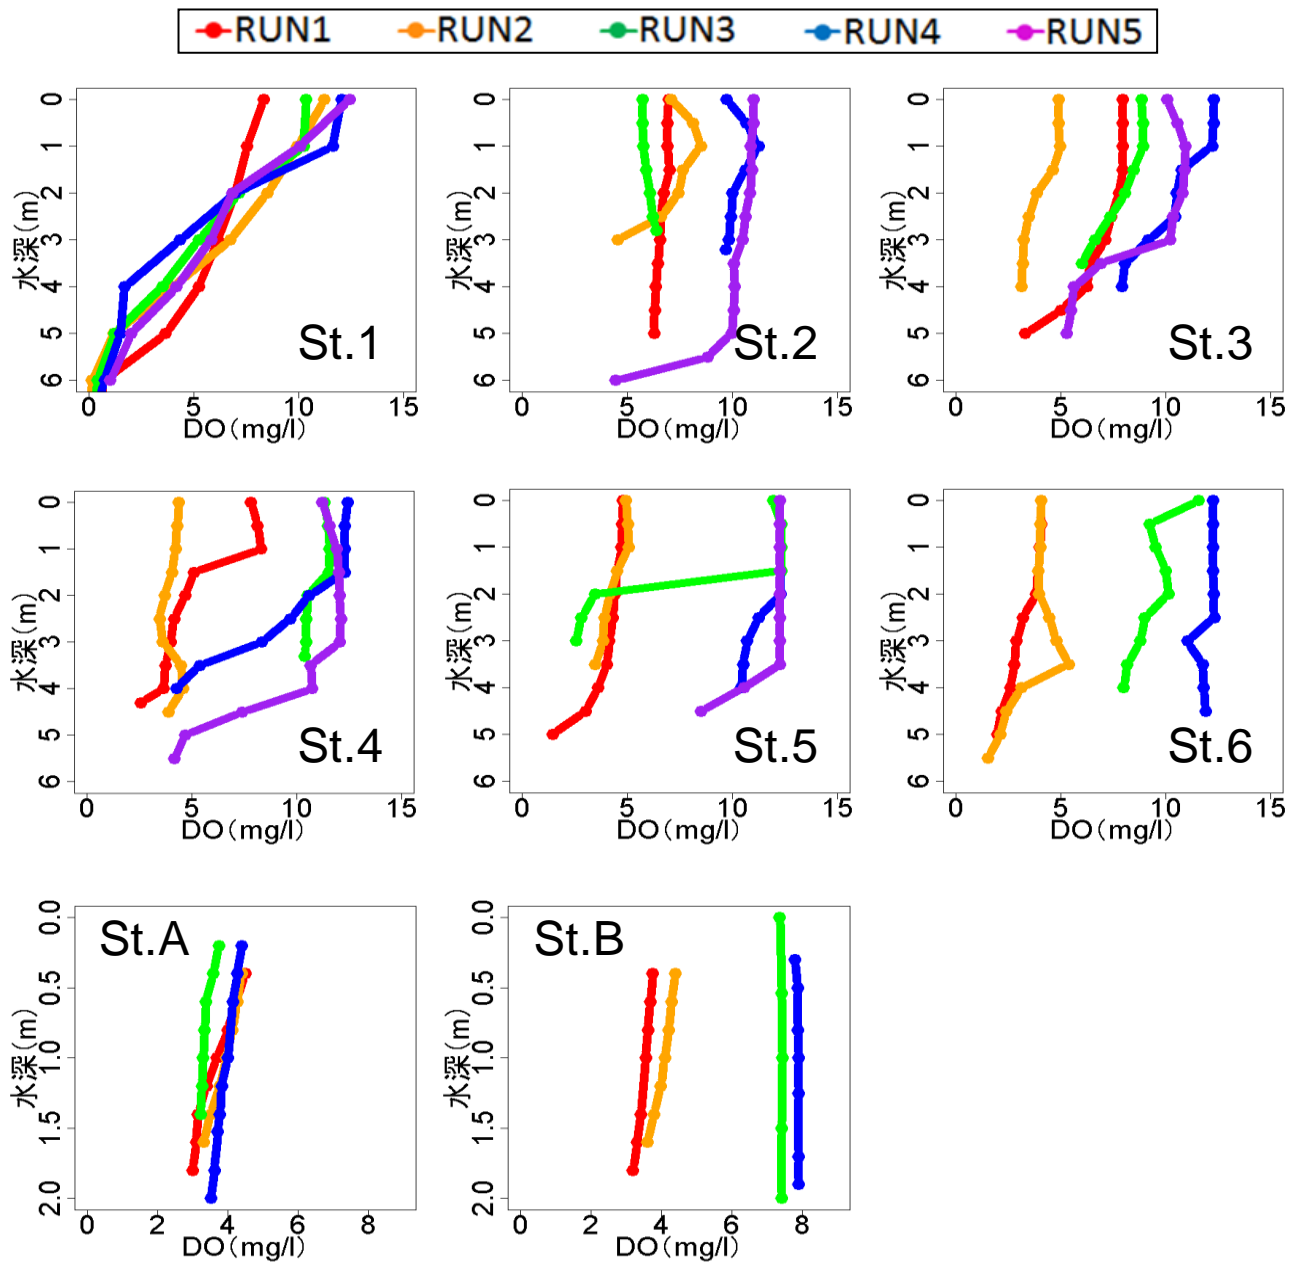 RUN1 RUN2 RUN3 RUN4 RUN5
0 1 2 3 4 5 6
水深(m)
St.1
0 5 10 15
DO(mg/l)
0 1 2 3 4 5 6
水深(m)
St.2
0 5 10 15
DO(mg/l)
0 1 2 3 4 5 6
水深(m)
St.3
0 5 10 15
DO(mg/l)
0 1 2 3 4 5 6
水深(m)
St.4
0 5 10 15
DO(mg/l)
0 1 2 3 4 5 6
水深(m)
St.5
0 5 10 15
DO(mg/l)
0 1 2 3 4 5 6
水深(m)
St.6
0 5 10 15
DO(mg/l)
St.A
0.0 0.5 1.0 1.5 2.0
水深(m)
0 2 4 6 8
DO(mg/l)
St.B
0.0 0.5 1.0 1.5 2.0
水深(m)
0 2 4 6 8
DO(mg/l)